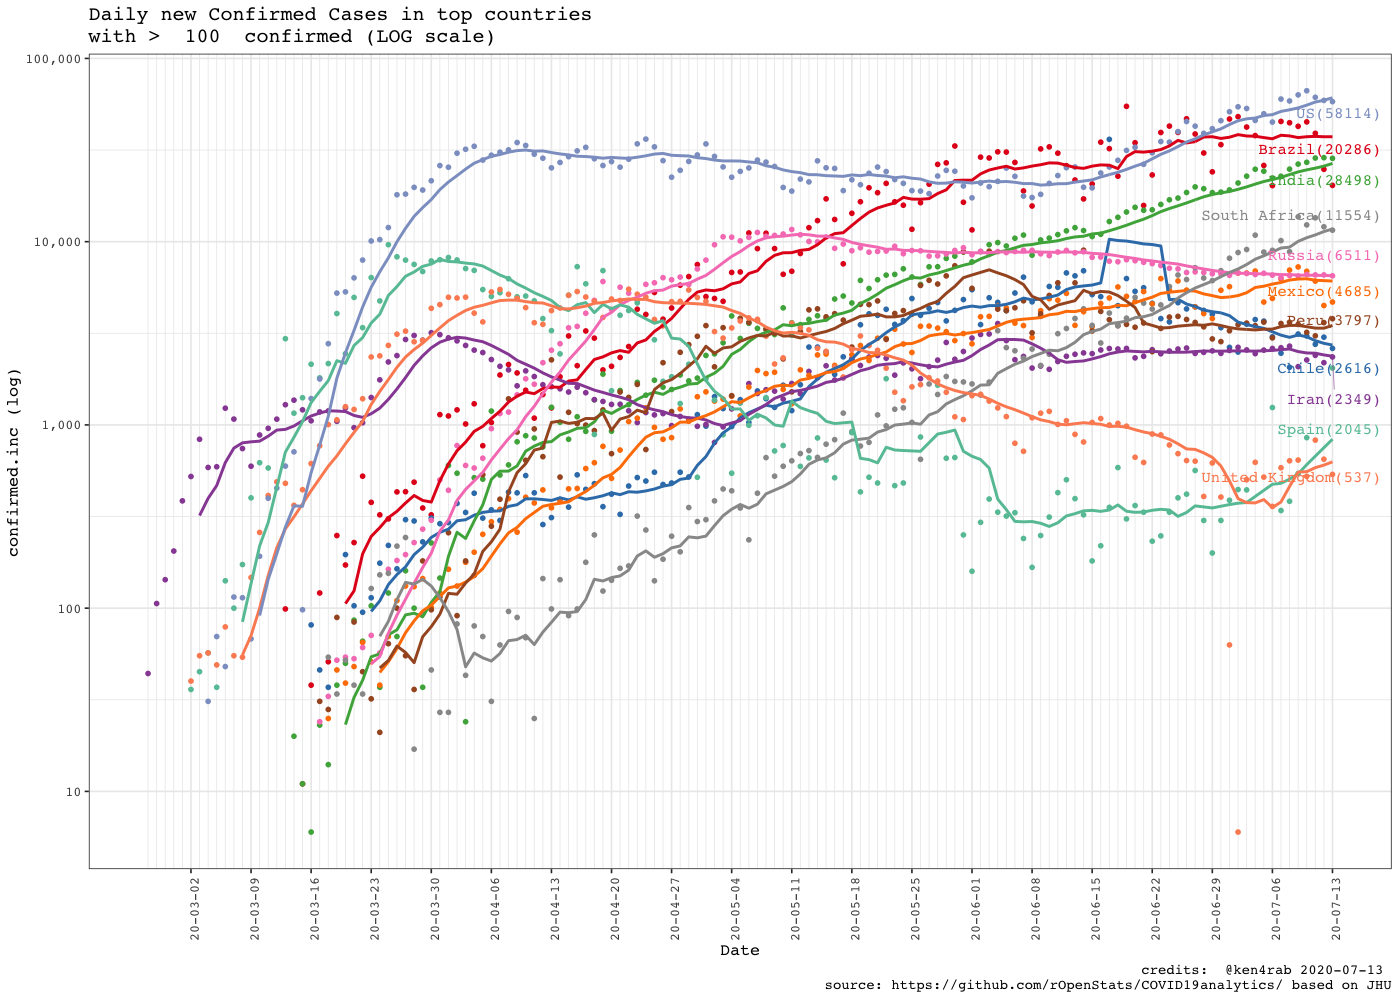 Daily new Confirmed Cases in top countries
with >  100  confirmed (LOG scale)
100,000
10,000
1,000
100
10
confirmed.inc (log)
US(58114)
Brazil(20286)
India(28498)
South Africa(11554)
Russia(6511)
Mexico(4685)
Peru(3797)
Chile(2616)
Iran(2349)
Spain(2045)
United Kingdom(537)
20-03-02
20-03-09
20-03-16
20-03-23
20-03-30
20-04-06
20-04-13
20-04-20
20-04-27
20-05-04
20-05-11
20-05-18
20-05-25
20-06-01
20-06-08
20-06-15
20-06-22
20-06-29
20-07-06
20-07-13
Date
credits:  @ken4rab 2020-07-13
source: https://github.com/rOpenStats/COVID19analytics/ based on JHU